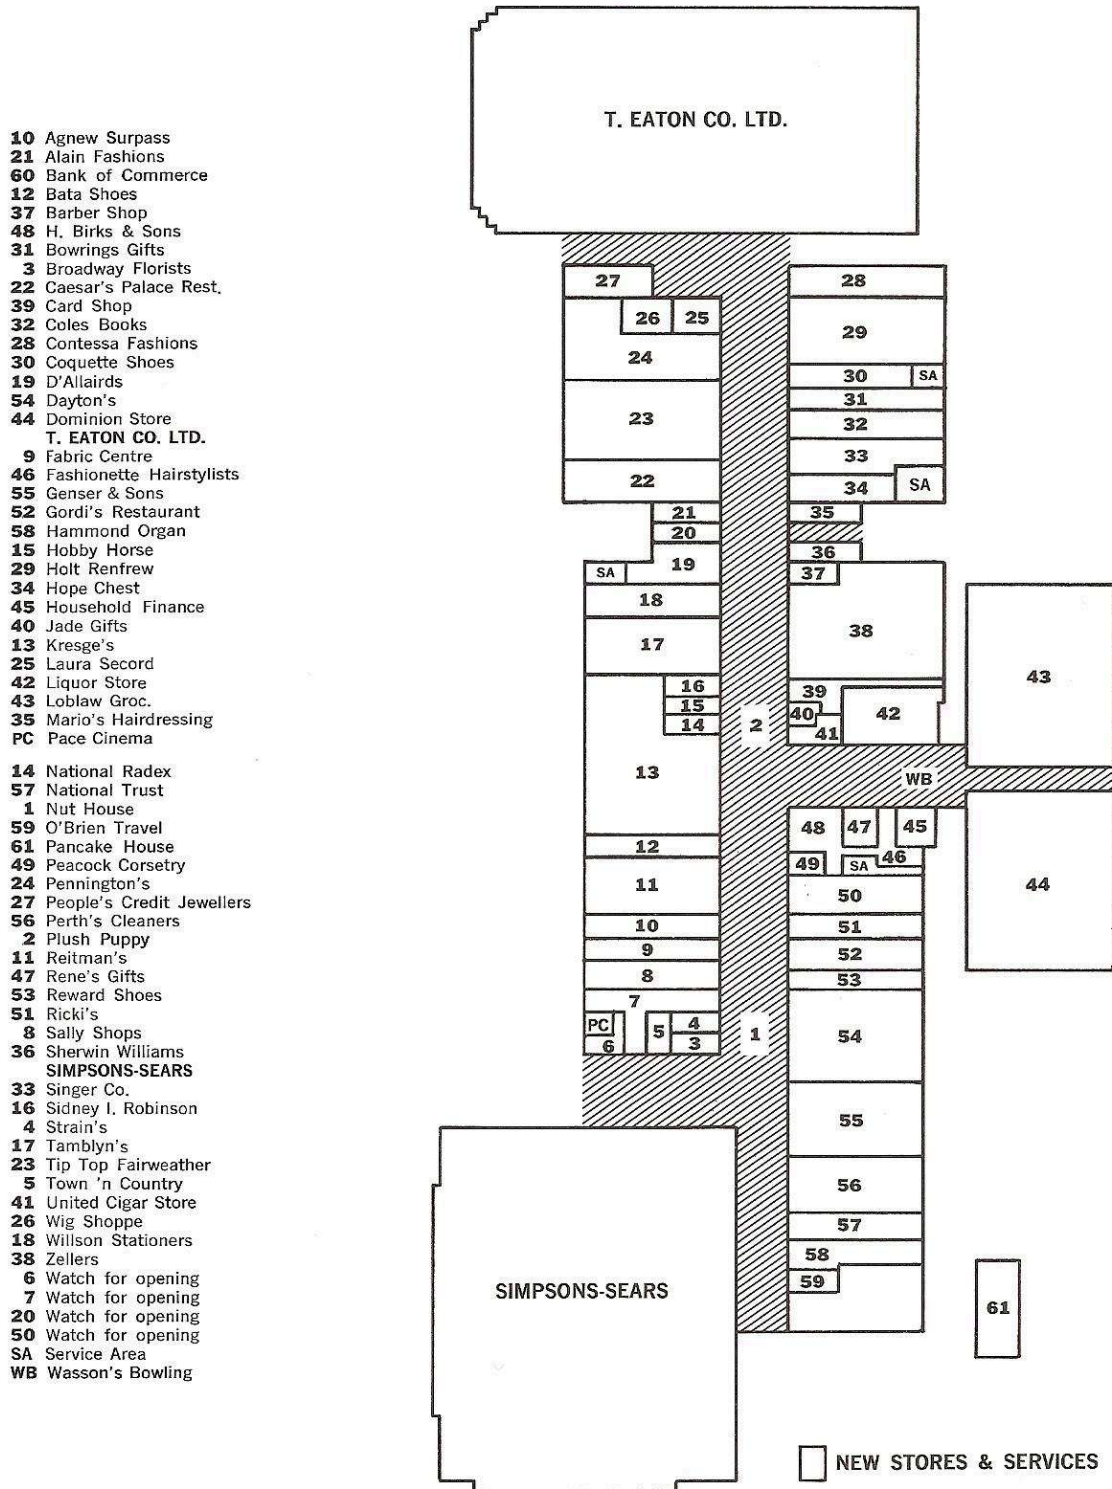 10 Agnew Surpass
21 Alain Fashions
60 Bank of Commerce
12 Bata Shoes
37 Barber Shop
48 H. Birks & Sons
31 Bowrings Gifts
3 Broadway Florists
22 Caesar's Palace Rest.
39 Card Shop
32 Coles Books
28 Contessa Fashions
30 Coquette Shoes
19 D'Allairds
54 Dayton's
44 Dominion Store
T. EATON CO. LTD.
9 Fabric Centre
46 Fashionette Hairstylists
55 Genser & Sons
52 Gordi's Restaurant
58 Hammond Organ
15 Hobby Horse
29 Holt Renfrew
34 Hope Chest
45 Household Finance
40 Jade Gifts
13 Kresge's
25 Laura Secord
42 Liquor Store
43 Loblaw Groc.
35 Mario's Hairdressing
PC Pace Cinema
14 National Radex
57 National Trust
1 Nut House
59 O'Brien Travel
61 Pancake House
49 Peacock Corsetry
24 Pennington's
27 People's Credit Jewellers
56 Perth's Cleaners
2 Plush Puppy
11 Reitman's
47 Rene's Gifts
53 Reward Shoes
51 Ricki's
8 Sally Shops
36 Sherwin Williams
SIMPSONS-SEARS
33 Singer Co.
16 Sidney I. Robinson
4 Strain's
17 Tamblyn's
23 Tip Top Fairweather
5 Town 'n Country
41 United Cigar Store
26 Wig Shoppe
18 Willson Stationers
38 Zellers
6 Watch for opening
7 Watch for opening
20 Watch for opening
50 Watch for opening
SA Service Area
WB Wasson's Bowling
T. EATON CO. LTD.
27
28
26 25
29
24
30 SA
31
23
32
33
22
34 SA
21
35
20
36
19
SA
37
18
38
17
43
16
39
15
40
42
14
2
41
13
WB
48 47 45
12
49 SA 46
11
50
44
10
51
9
52
8
53
7
PC
5 4
6
3
1
54
55
56
57
58
59
SIMPSONS-SEARS
61
NEW STORES & SERVICES